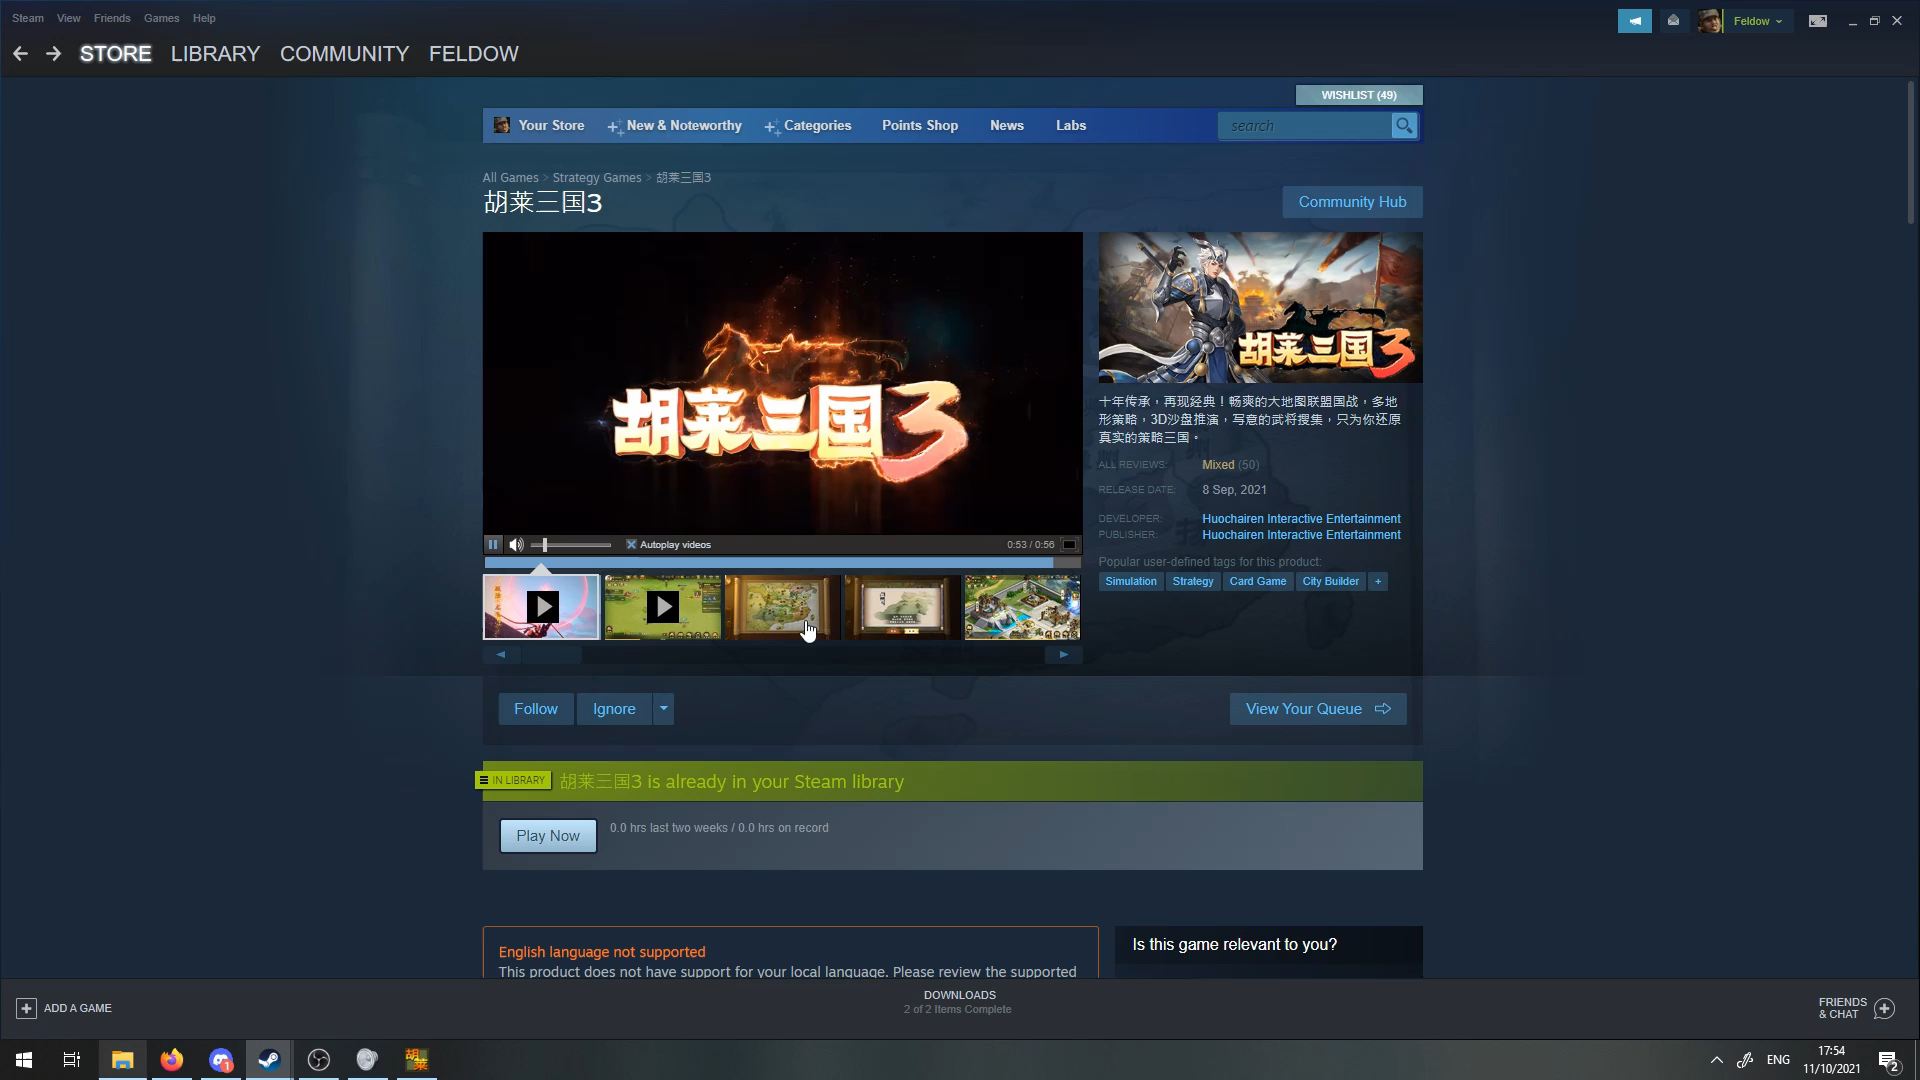 Steam View Friends Games Help
Feldow
STORE LIBRARY COMMUNITY FELDOW
WISHLIST (49)
Your Store New & Noteworthy Categories Points Shop News Labs
search
All Games > Strategy Games > 胡莱三国3
胡莱三国3
Community Hub
胡莱三国3
胡莱三国3
十年传承，再现经典！畅爽的大地图联盟国战，多地
形策略，3D沙盘推演，写意的武将搜集，只为你还原
真实的策略三国。
ALL REVIEWS: Mixed (50)
RELEASE DATE: 8 Sep, 2021
DEVELOPER: Huochairen Interactive Entertainment
PUBLISHER: Huochairen Interactive Entertainment
Popular user-defined tags for this product:
Simulation Strategy Card Game City Builder +
Autoplay videos
0:53 / 0:56
Follow Ignore
View Your Queue
IN LIBRARY
胡莱三国3 is already in your Steam library
Play Now
0.0 hrs last two weeks / 0.0 hrs on record
English language not supported
This product does not have support for your local language. Please review the supported
Is this game relevant to you?
ADD A GAME
DOWNLOADS
2 of 2 Items Complete
FRIENDS
& CHAT
1
胡莱
ENG
17:54
11/10/2021
2